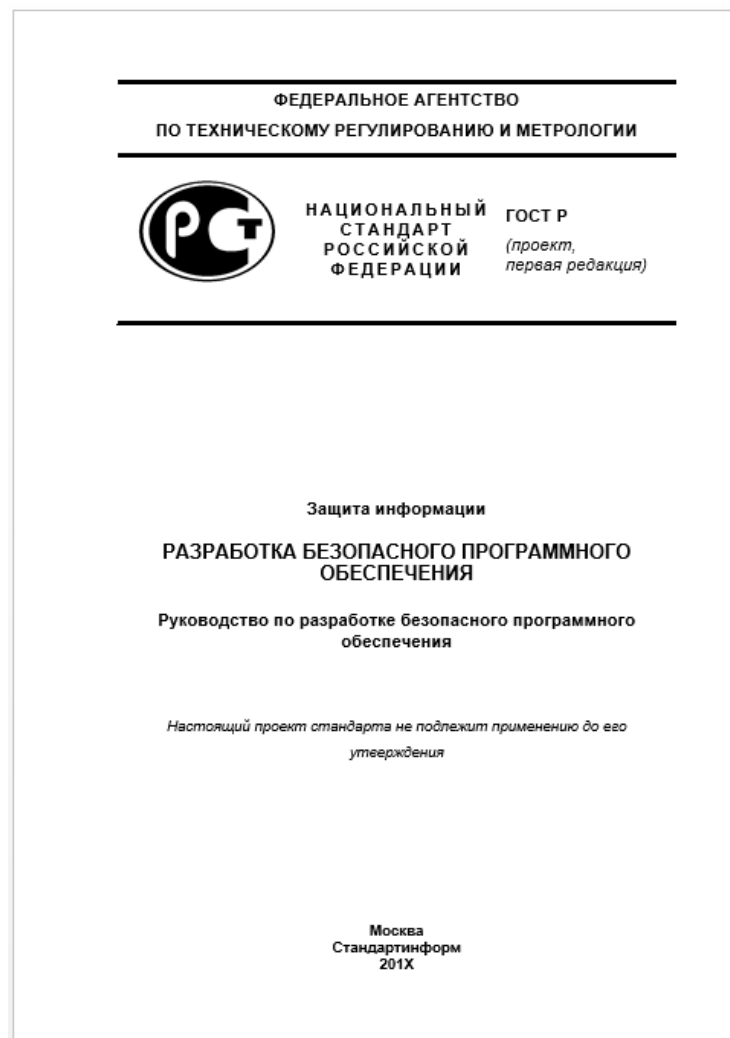 ФЕДЕРАЛЬНОЕ АГЕНТСТВО
ПО ТЕХНИЧЕСКОМУ РЕГУЛИРОВАНИЮ И МЕТРОЛОГИИ
РСТ
НАЦИОНАЛЬНЫЙ
СТАНДАРТ
РОССИЙСКОЙ
ФЕДЕРАЦИИ
ГОСТ Р
(проект,
первая редакция)
Защита информации
РАЗРАБОТКА БЕЗОПАСНОГО ПРОГРАММНОГО
ОБЕСПЕЧЕНИЯ
Руководство по разработке безопасного программного
обеспечения
Настоящий проект стандарта не подлежит применению до его
утверждения
Москва
Стандартинформ
201X